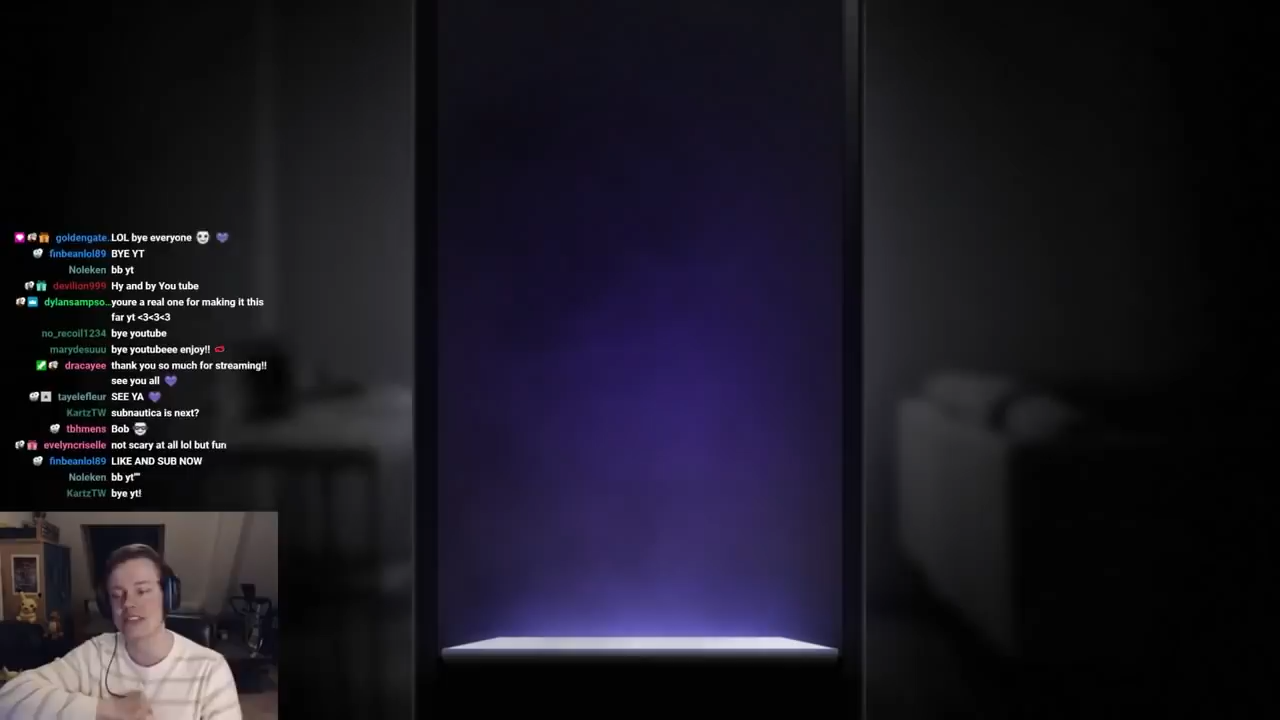 goldengate..LOL bye everyone
finbeanlol89 BYE YT
Noleken bb yt
devilion999 Hy and by You tube
dylansampso...youre a real one for making it this
far yt <3<3<3
no_recoil1234 bye youtube
marydesuuu bye youtubeee enjoy!!
dracayee thank you so much for streaming!!
see you all
tayelefleur SEE YA
KartzTW subnautica is next?
tbhmens Bob
evelyncriselle not scary at all lol but fun
finbeanlol89 LIKE AND SUB NOW
Noleken bb yt""
KartzTW bye yt!